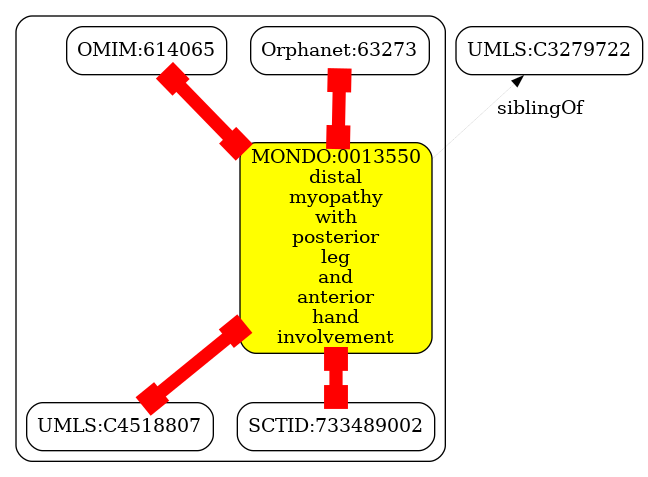 OMIM:614065
Orphanet:63273
UMLS:C3279722
siblingOf
MONDO:0013550
distal
myopathy
with
posterior
leg
and
anterior
hand
involvement
UMLS:C4518807
SCTID:733489002